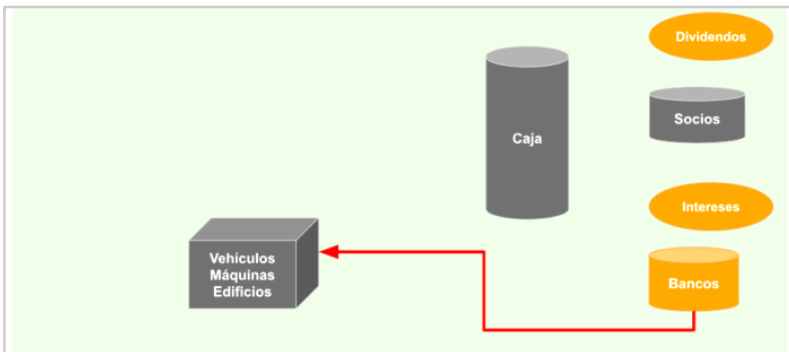 Dividendos
Socios
Caja
Intereses
Vehículos
Máquinas
Edificios
Bancos